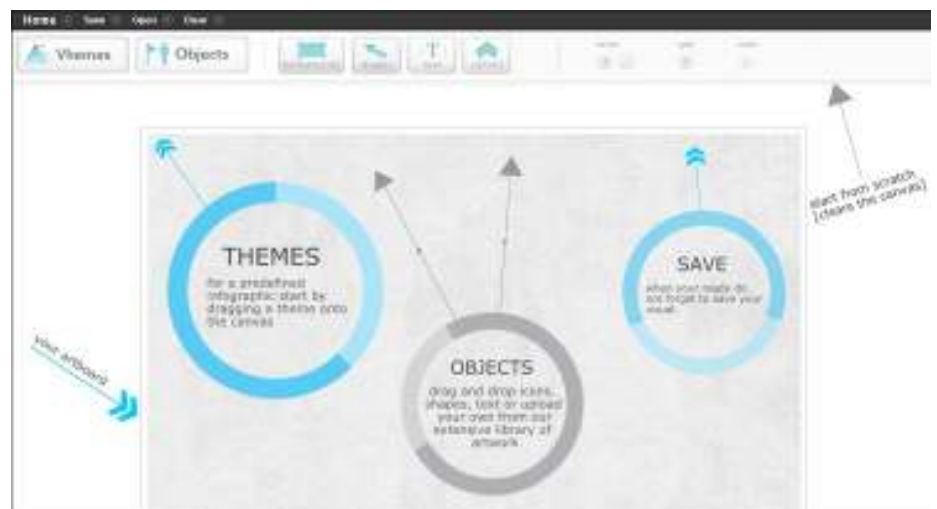 Home Save Open Clear
Themes Objects
T
THEMES
for a predefined
infographic start by
dragging a theme onto
the canvas
SAVE
when your ready do
not forget to save your
visual.
start from scratch
[clears the canvas]
your artboard
OBJECTS
drag and drop icons,
shapes, text or upload
your own from our
extensive library of
artwork